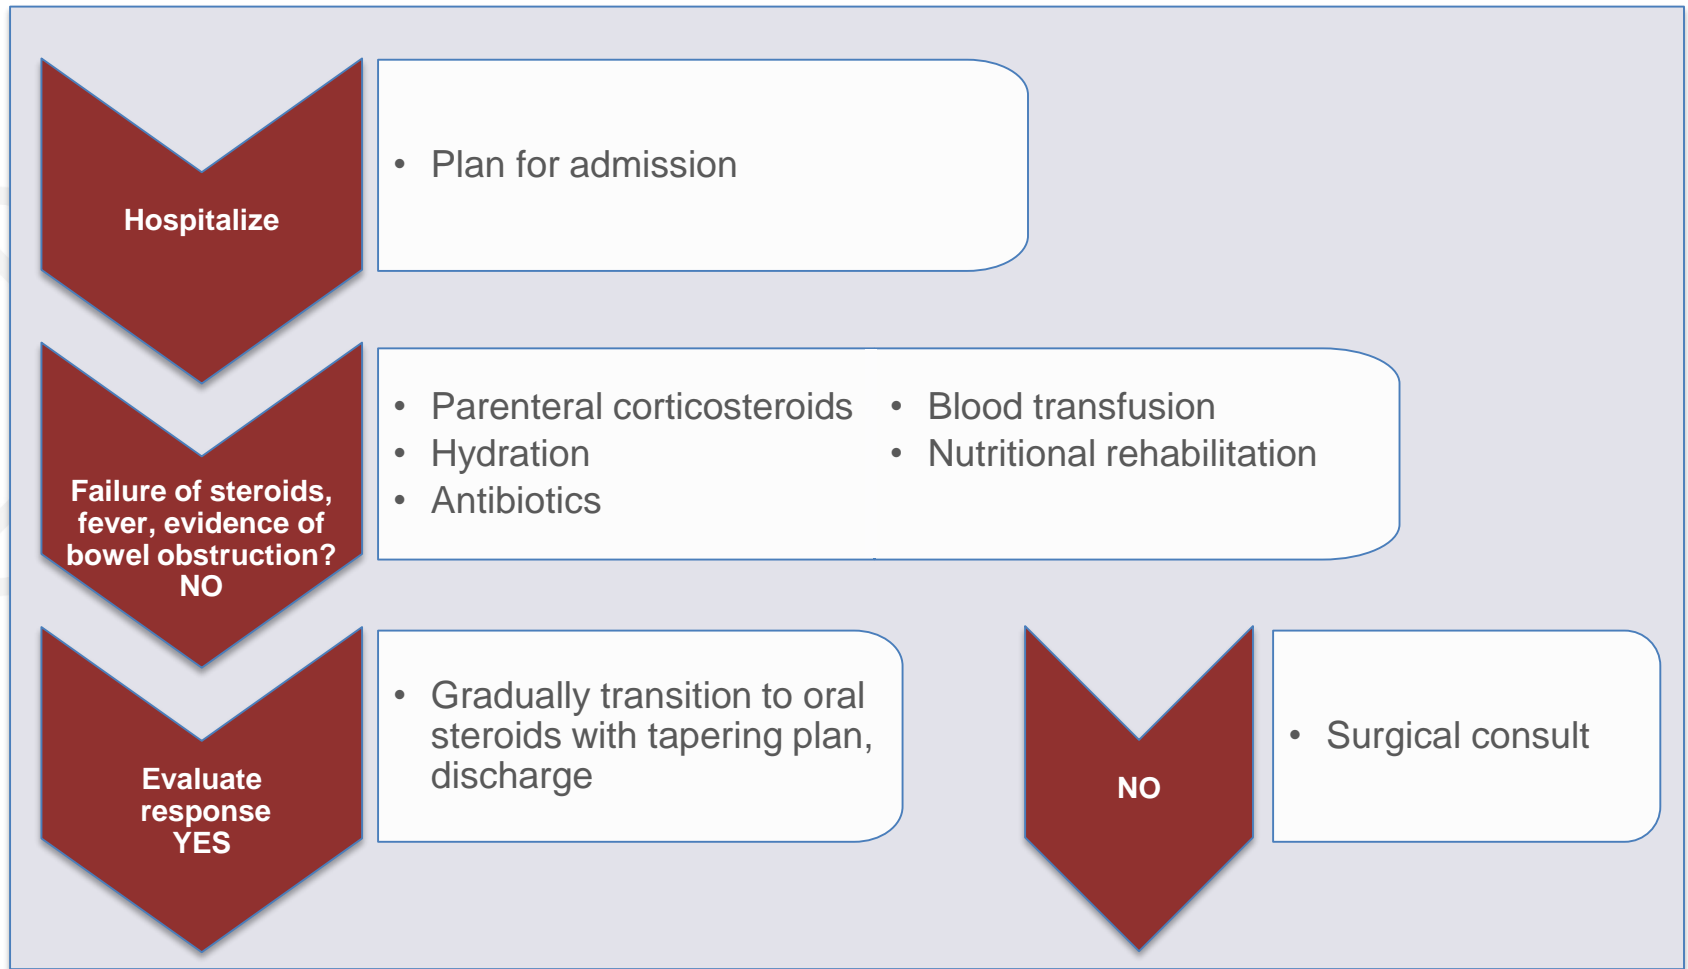 Hospitalize
• Plan for admission
Failure of steroids,
fever, evidence of
bowel obstruction?
NO
• Parenteral corticosteroids
• Hydration
• Antibiotics
• Blood transfusion
• Nutritional rehabilitation
Evaluate
response
YES
• Gradually transition to oral
steroids with tapering plan,
discharge
NO
• Surgical consult